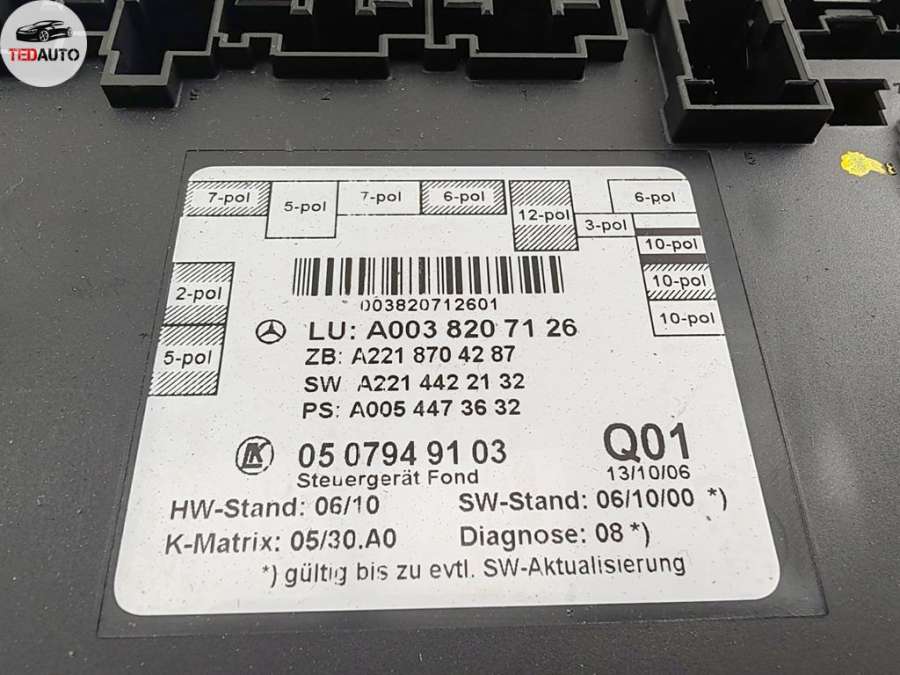 TEDAUTO
7-pol
5-pol
7-pol
6-pol
12-pol
3-pol
6-pol
10-pol
10-pol
10-pol
2-pol
5-pol
003820712601
LU: A003 820 71 26
ZB: A221 870 42 87
SW A221 442 21 32
PS: A005 447 36 32
LK 05 0794 91 03
Q01
Steuergerät Fond
13/10/06
HW-Stand: 06/10
SW-Stand: 06/10/00 *)
K-Matrix: 05/30.A0
Diagnose: 08 *)
*) gültig bis zu evtl. SW-Aktualisierung